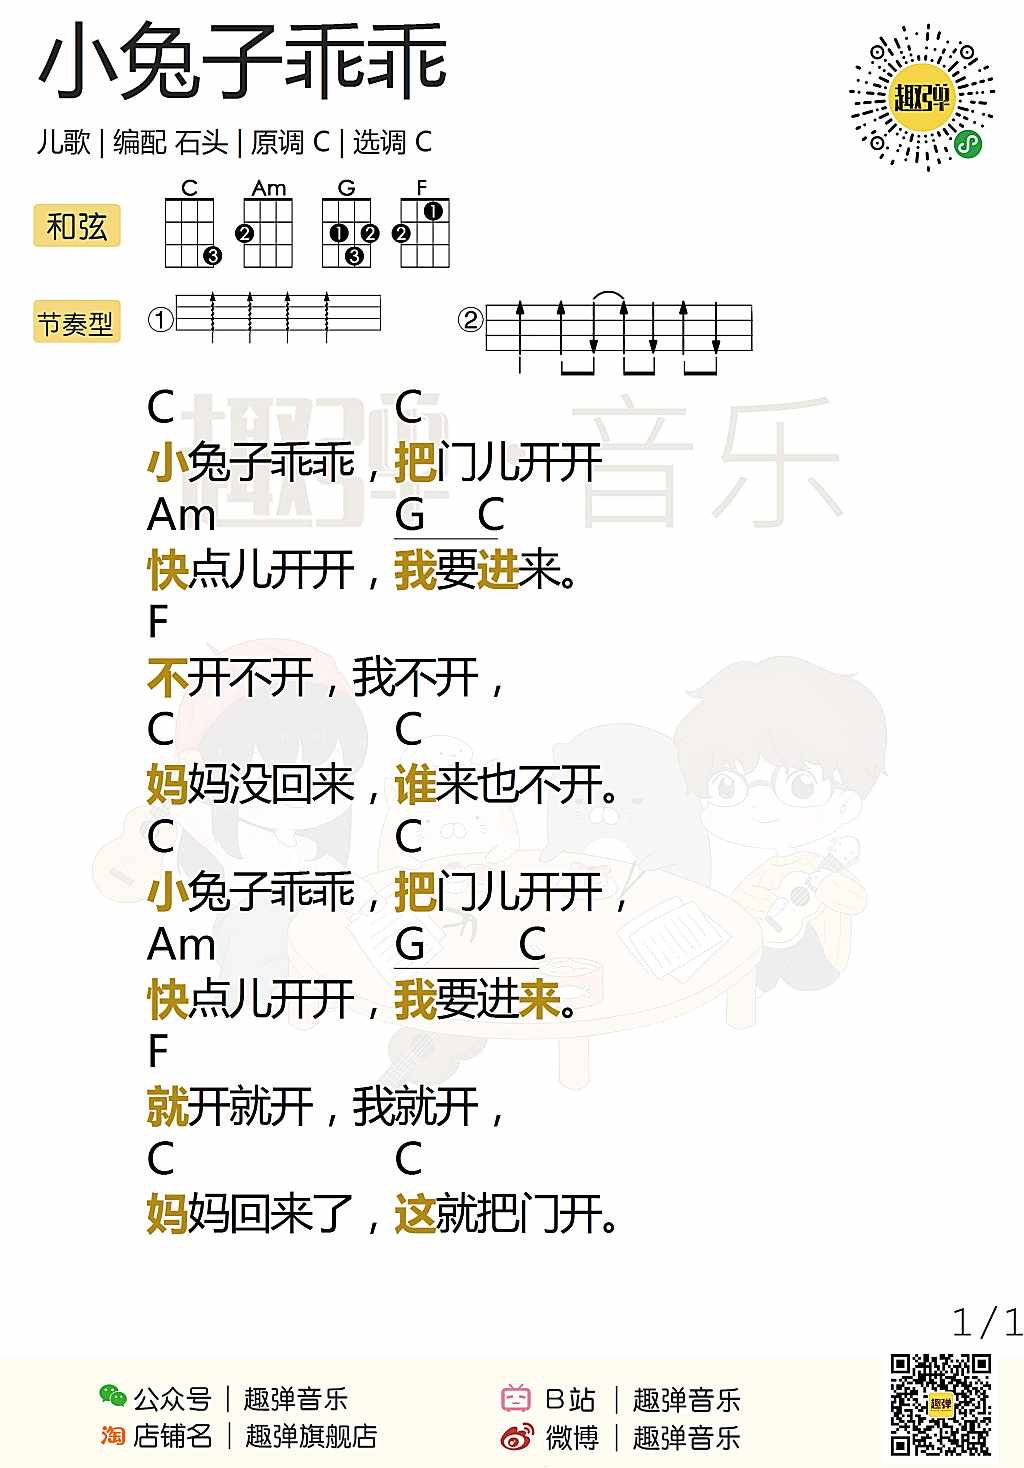 小兔子乖乖
儿歌 | 编配 石头 | 原调 C | 选调 C
趣弹
和弦 C Am G F
3 2 1 2 3 1 2
节奏型 ① ②
趣弹·音乐
C C
小兔子乖乖，把门儿开开
Am G C
快点儿开开，我要进来。
F
不开不开，我不开，
C C
妈妈没回来，谁来也不开。
C C
小兔子乖乖，把门儿开开，
Am G C
快点儿开开，我要进来。
F
就开就开，我就开，
C C
妈妈回来了，这就把门开。
1/1
公众号 | 趣弹音乐 B站 | 趣弹音乐
淘 店铺名 | 趣弹旗舰店 微博 | 趣弹音乐
趣弹